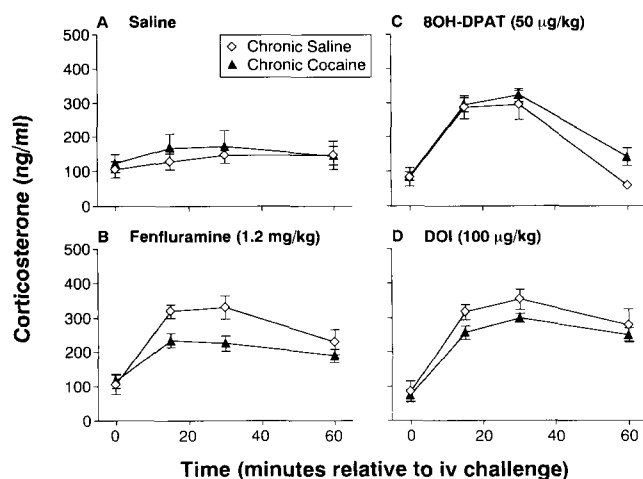 A Saline
C 8OH-DPAT (50 µg/kg)
Chronic Saline
Chronic Cocaine
500
400
300
200
100
0
B Fenfluramine (1.2 mg/kg)
D DOI (100 µg/kg)
400
300
200
100
0 20 40 60
0 20 40 60
Corticosterone (ng/ml)
Time (minutes relative to iv challenge)